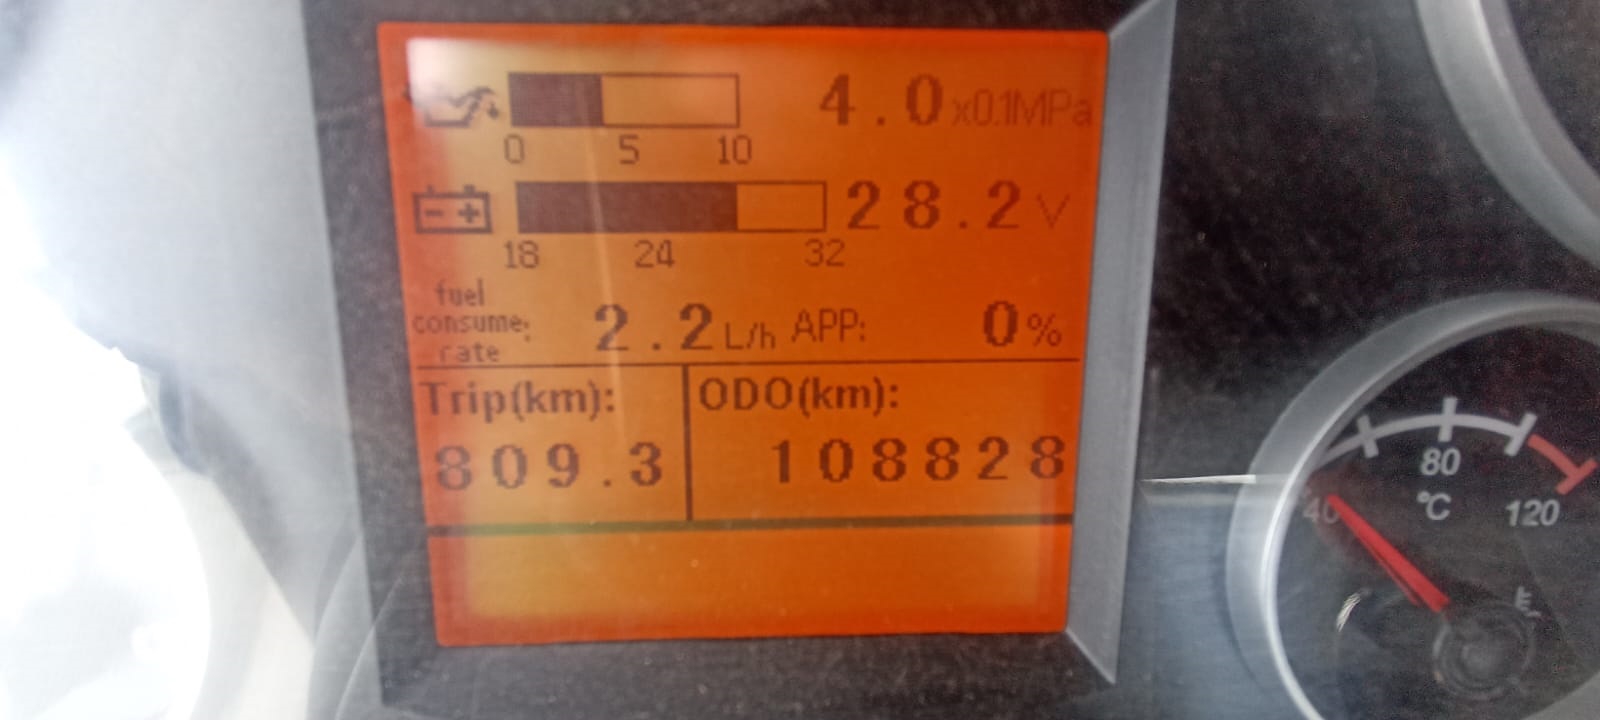 4.0x0.1MPa
0 5 10
28.2V
18 24 32
fuel
consume:
rate
2.2L/h APP: 0%
Trip(km): ODO(km):
809.3 108828
40 80 120
°C